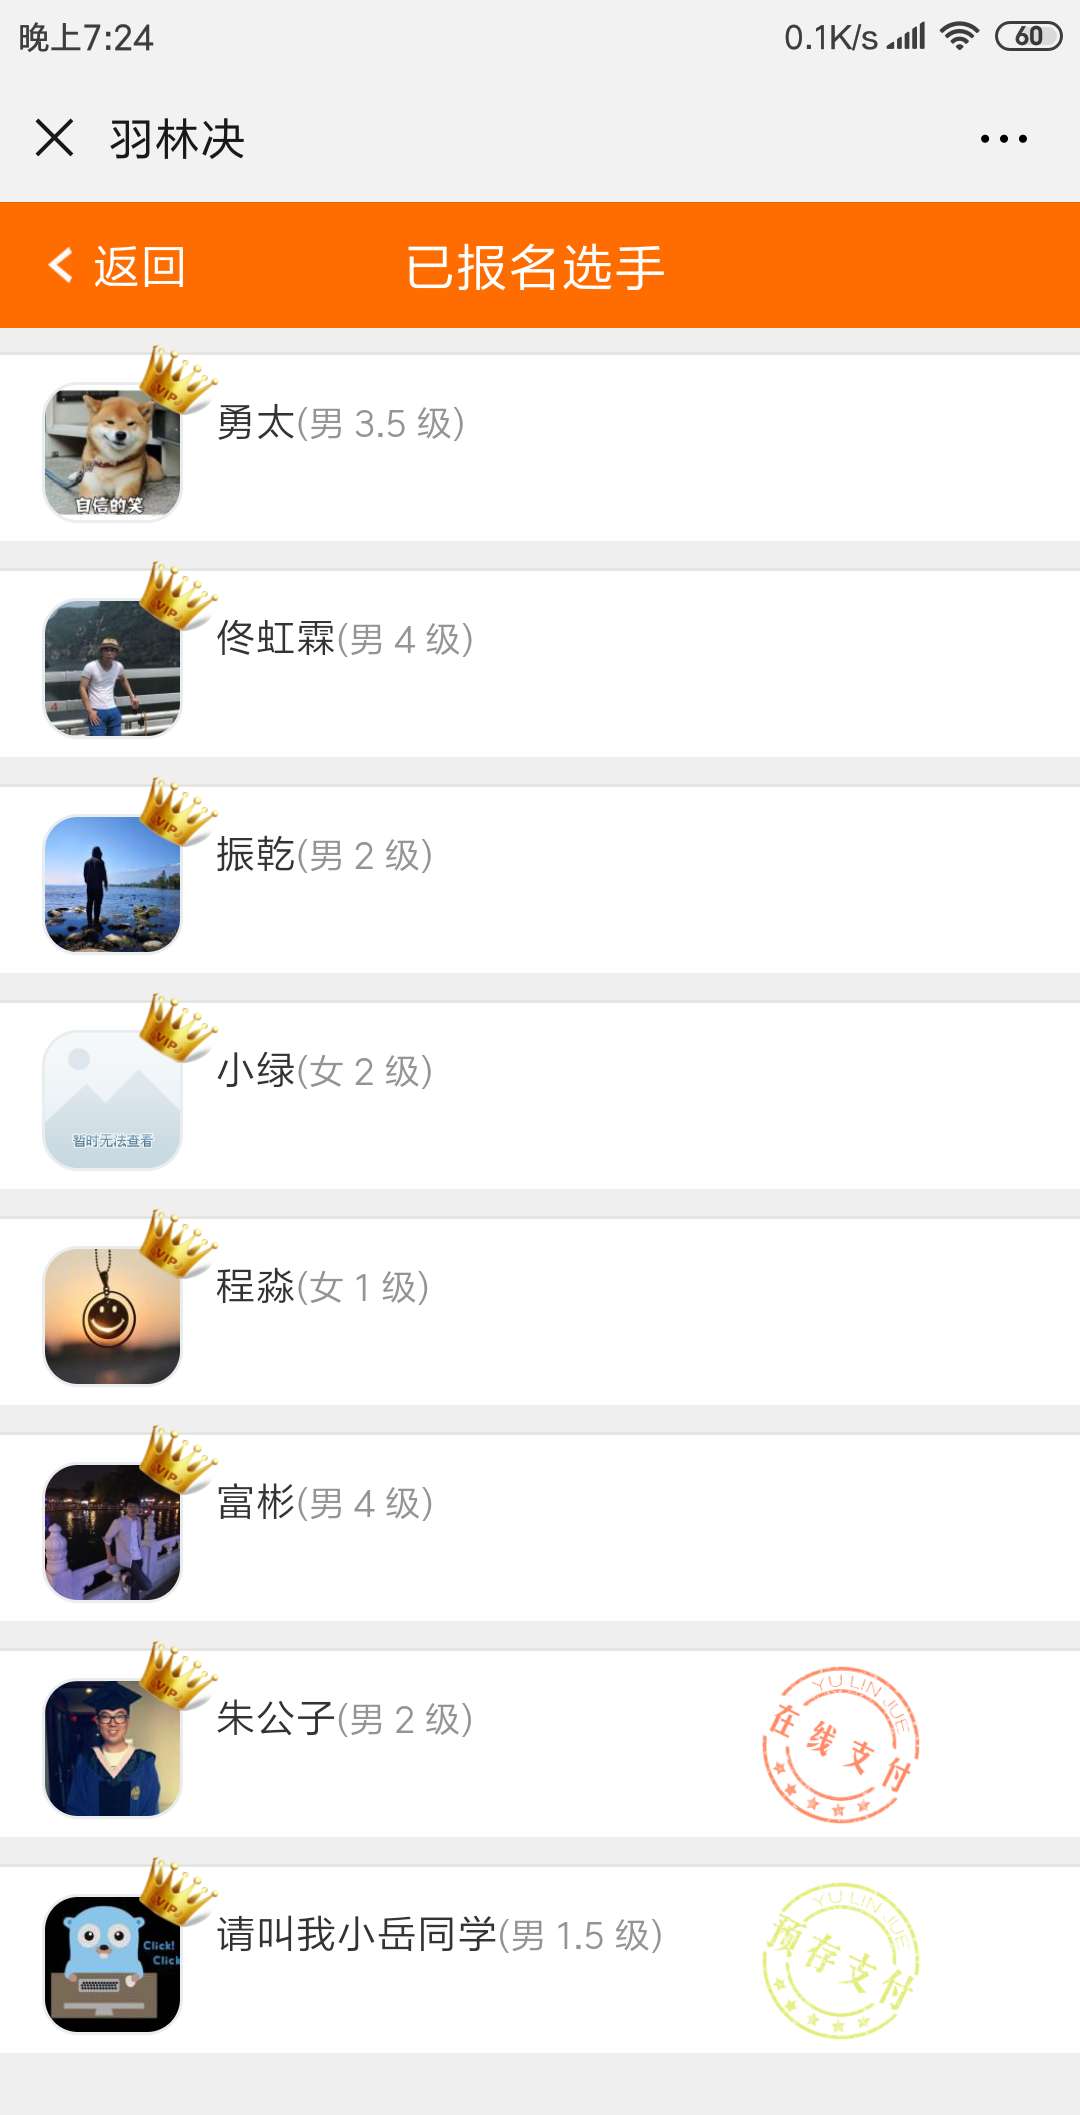 晚上7:24
0.1K/s
60
羽林决
返回
已报名选手
VIP
勇太(男 3.5 级)
自信的笑
VIP
佟虹霖(男 4 级)
4
VIP
振乾(男 2 级)
VIP
小绿(女 2 级)
暂时无法查看
VIP
程淼(女 1 级)
VIP
富彬(男 4 级)
VIP
朱公子(男 2 级)
YU LIN JUE
在线支付
VIP
请叫我小岳同学(男 1.5 级)
Click!
Click
YU LIN JUE
预存支付